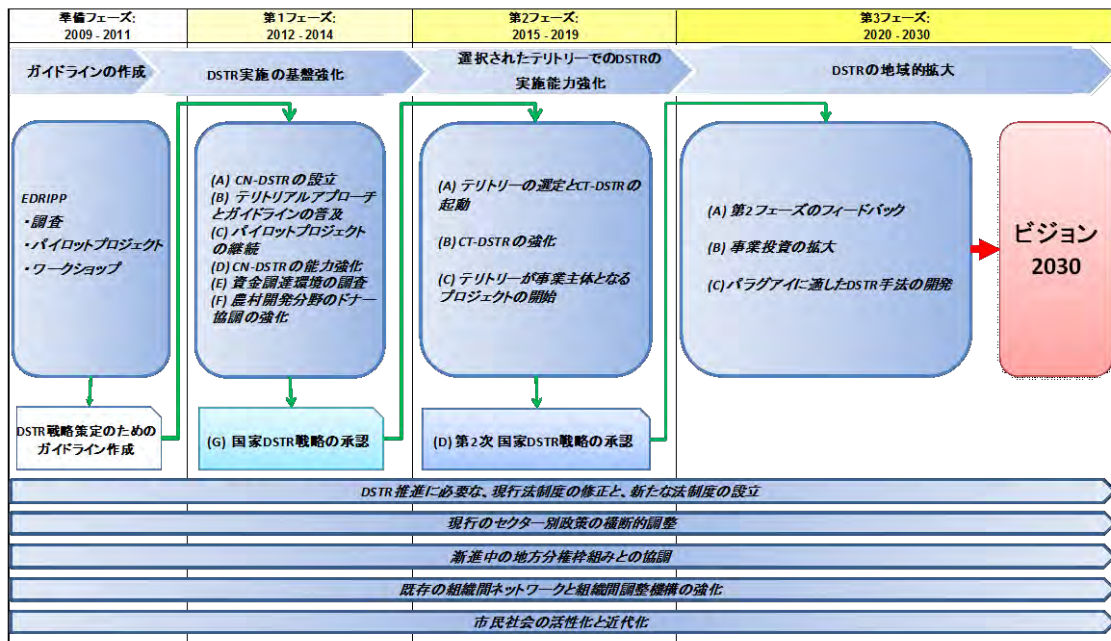 準備フェーズ:
2009 - 2011
第1フェーズ:
2012 - 2014
第2フェーズ:
2015 - 2019
第3フェーズ:
2020 - 2030
ガイドラインの作成
DSTR実施の基盤強化
選択されたテリトリーでのDSTRの
実施能力強化
DSTRの地域的拡大
EDRIPP
・調査
・パイロットプロジェクト
・ワークショップ
(A) CN-DSTRの設立
(B) テリトリアルアプローチ
とガイドラインの普及
(C) パイロットプロジェクト
の継続
(D) CN-DSTRの能力強化
(E) 資金調達環境の調査
(F) 農村開発分野のドナー
協調の強化
(A) テリトリーの選定とCT-DSTRの
起動
(B) CT-DSTRの強化
(C) テリトリーが事業主体となる
プロジェクトの開始
(A) 第2フェーズのフィードバック
(B) 事業投資の拡大
(C) パラグアイに適したDSTR手法の開発
ビジョン
2030
DSTR戦略策定のための
ガイドライン作成
(G) 国家DSTR戦略の承認
(D) 第2次 国家DSTR戦略の承認
DSTR推進に必要な、現行法制度の修正と、新たな法制度の設立
現行のセクター別政策の横断的調整
漸進中の地方分権枠組みとの協調
既存の組織間ネットワークと組織間調整機構の強化
市民社会の活性化と近代化